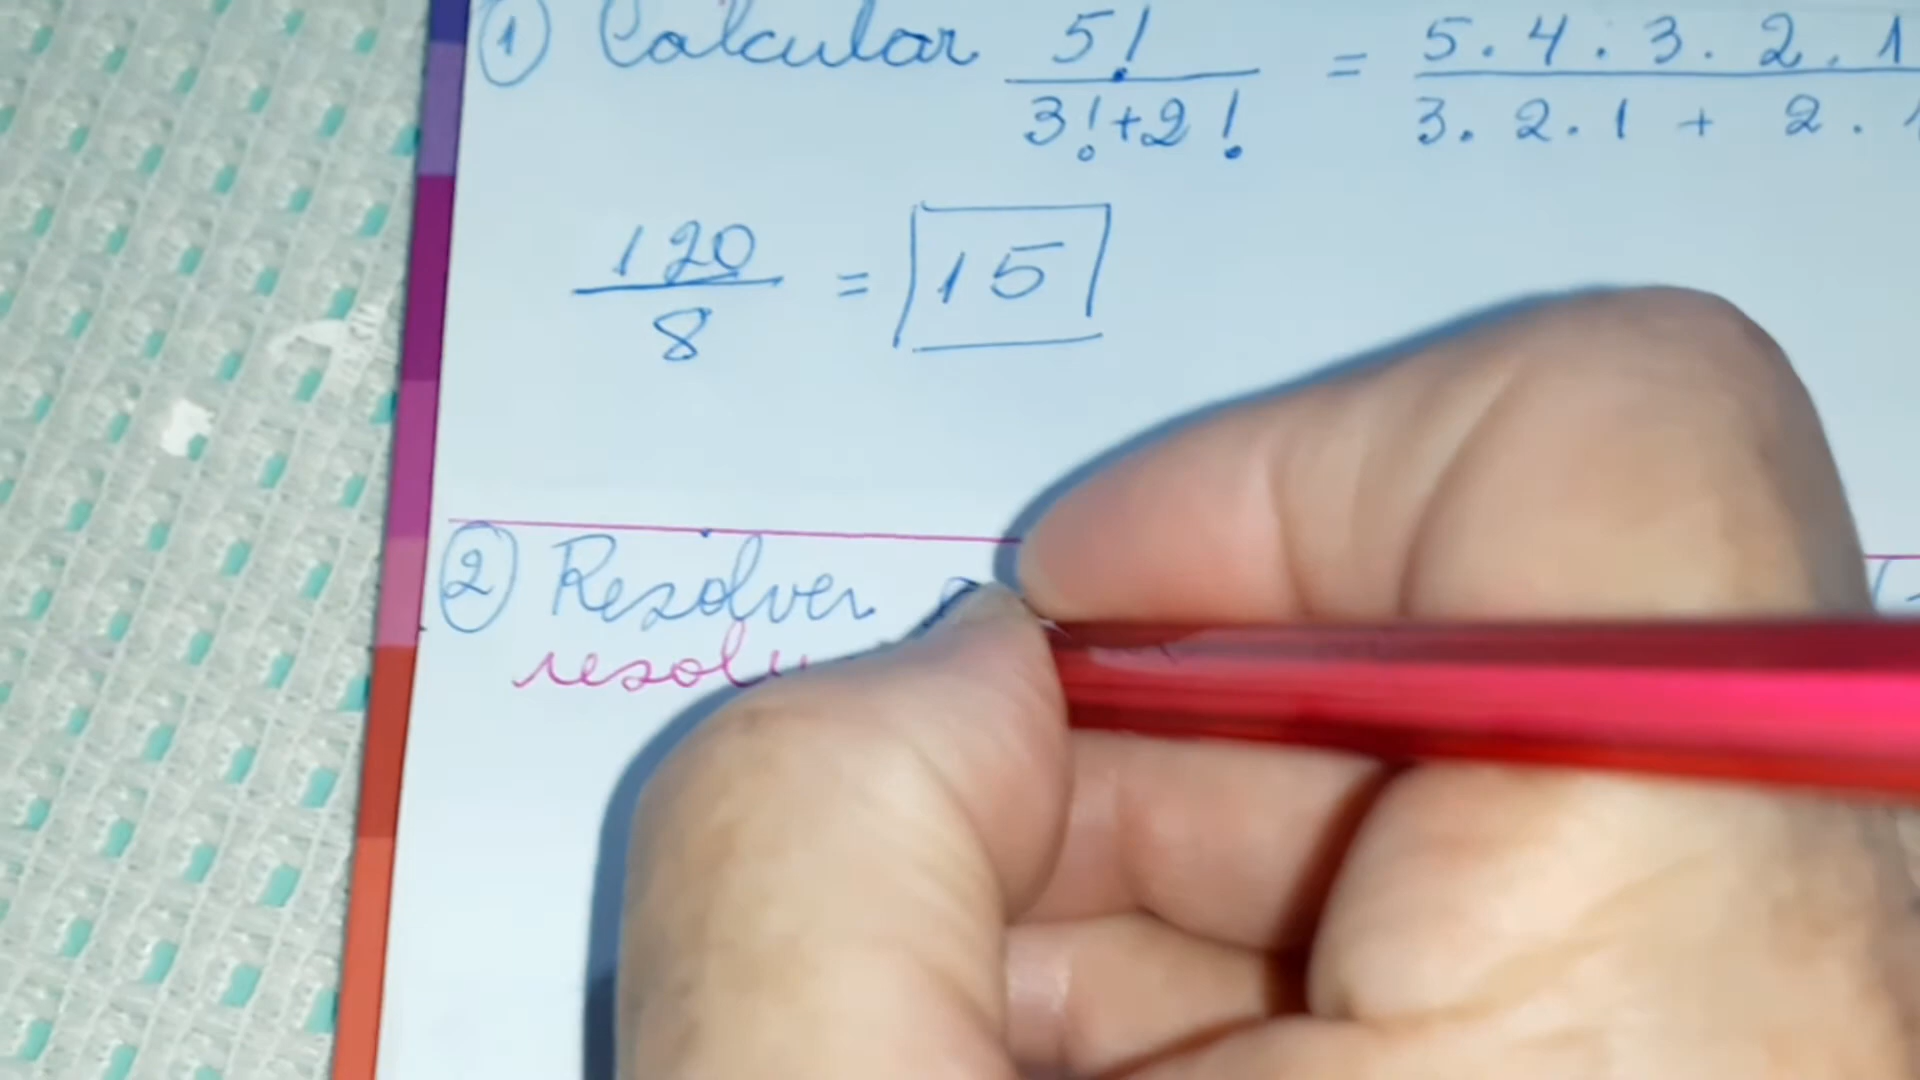 ① Calcular 5! / 3!+2! = 5.4.3.2.1 / 3.2.1 + 2.1
120 / 8 = 15
② Resolver